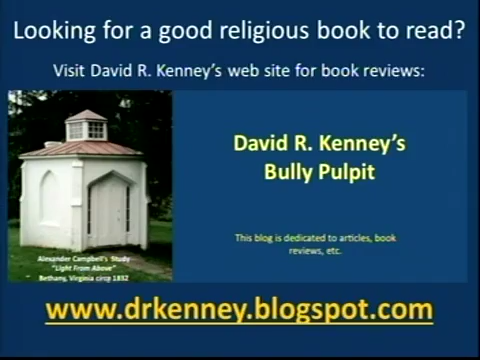 Looking for a good religious book to read?
Visit David R. Kenney's web site for book reviews:
David R. Kenney's
Bully Pulpit
This blog is dedicated to articles, book
reviews, etc.
Alexander Campbell's Study
"Light From Above"
Bethany, Virginia circa 1832
www.drkenney.blogspot.com